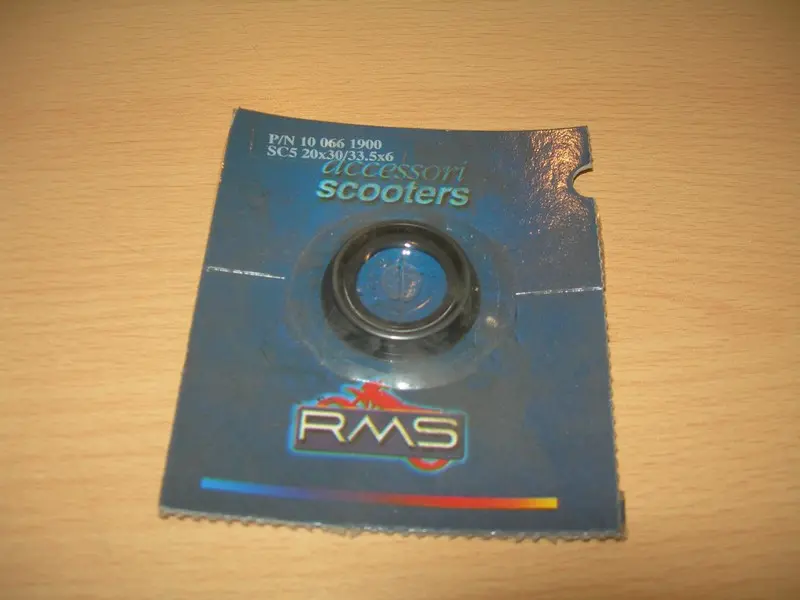 P/N 10 066 1900
SC5 20x30/33.5x6
accessori
scooters
RMS